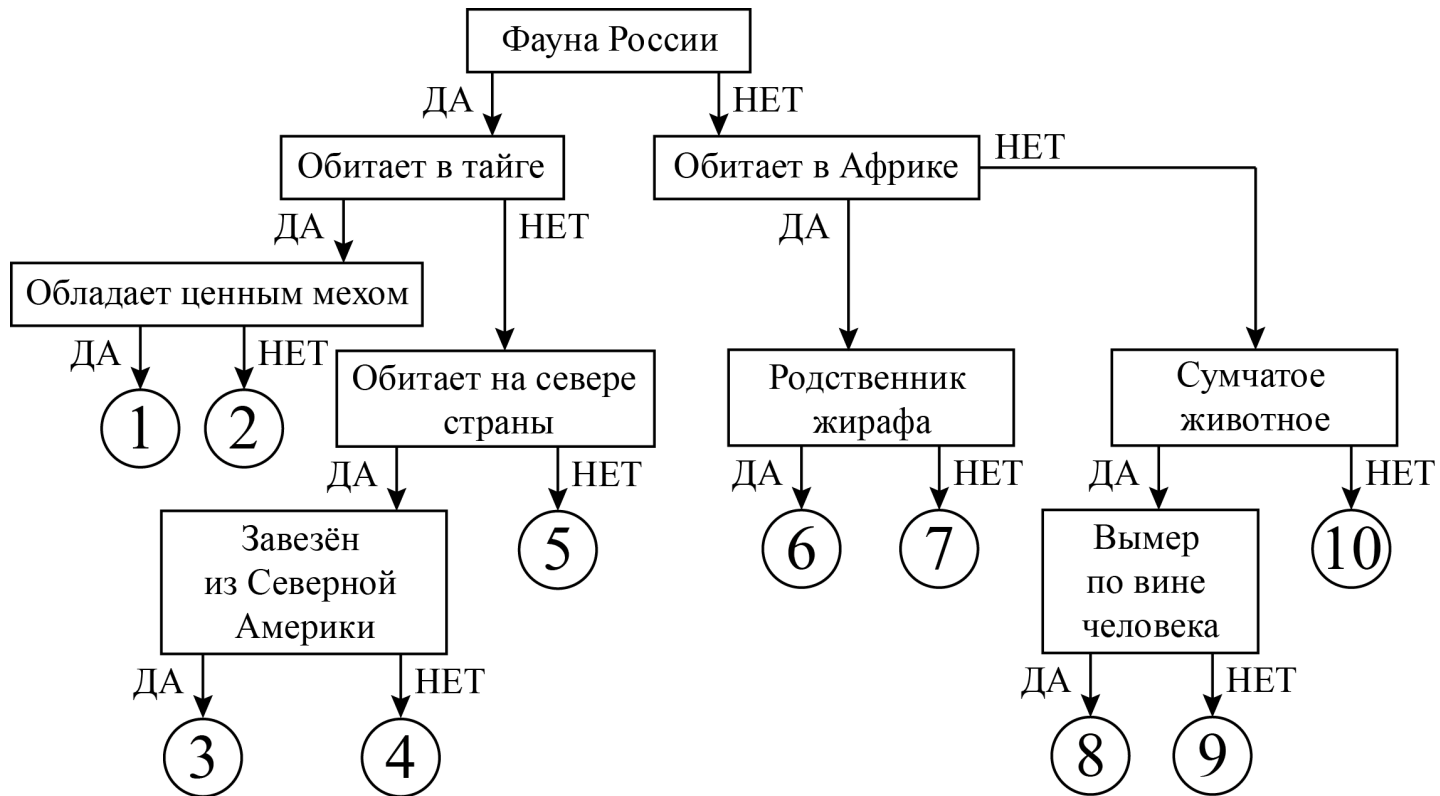 Фауна России
ДА
НЕТ
Обитает в тайге
Обитает в Африке
НЕТ
ДА
НЕТ
ДА
Обладает ценным мехом
ДА
НЕТ
Обитает на севере
страны
Родственник
жирафа
Сумчатое
животное
1
2
ДА
НЕТ
ДА
НЕТ
ДА
НЕТ
Завезён
из Северной
Америки
5
6
7
Вымер
по вине
человека
10
ДА
НЕТ
ДА
НЕТ
3
4
8
9